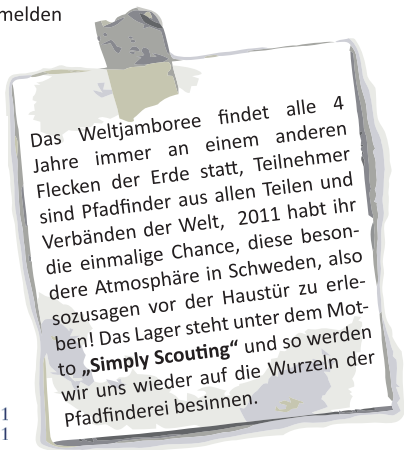 melden
Das Weltjamboree findet alle 4
Jahre immer an einem anderen
Flecken der Erde statt, Teilnehmer
sind Pfadfinder aus allen Teilen und
Verbänden der Welt, 2011 habt ihr
die einmalige Chance, diese beson-
dere Atmosphäre in Schweden, also
sozusagen vor der Haustür zu erle-
ben! Das Lager steht unter dem Mot-
to „Simply Scouting“ und so werden
wir uns wieder auf die Wurzeln der
Pfadfinderei besinnen.
1
1